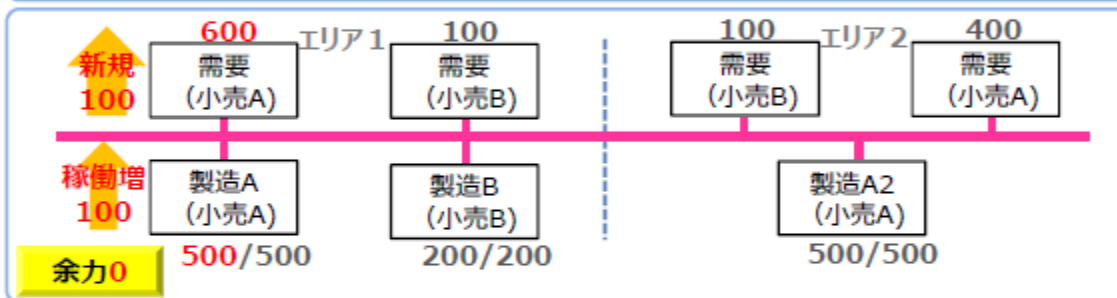 600
エリア1
100
100
エリア2
400
新規
100
需要
(小売A)
需要
(小売B)
需要
(小売B)
需要
(小売A)
稼働増
100
製造A
(小売A)
製造B
(小売B)
製造A2
(小売A)
500/500
200/200
500/500
余力0